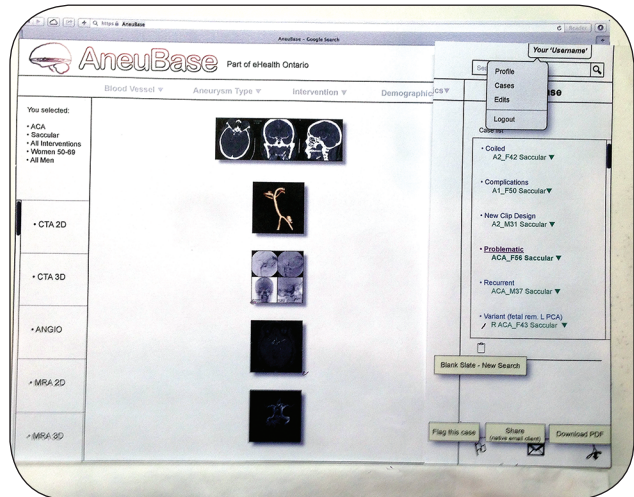 https AneuBase
Reader
AneuBase – Google Search
AneuBase
Part of eHealth Ontario
Your 'Username'
Profile
Cases
Edits
Logout
Blood Vessel ▼
Aneurysm Type ▼
Intervention ▼
Demographics ▼
You selected:
• ACA
• Saccular
• All Interventions
• Women 50-69
• All Men
• CTA 2D
• CTA 3D
• ANGIO
• MRA 2D
• MRA 3D
Case list
• Coiled
A2_F42 Saccular ▼
• Complications
A1_F50 Saccular ▼
• New Clip Design
A2_M31 Saccular ▼
• Problematic
ACA_F56 Saccular ▼
• Recurrent
ACA_M37 Saccular ▼
• Variant (fetal rem. L PCA)
R ACA_F43 Saccular ▼
Blank Slate - New Search
Flag this case
Share
(native email client)
Download PDF